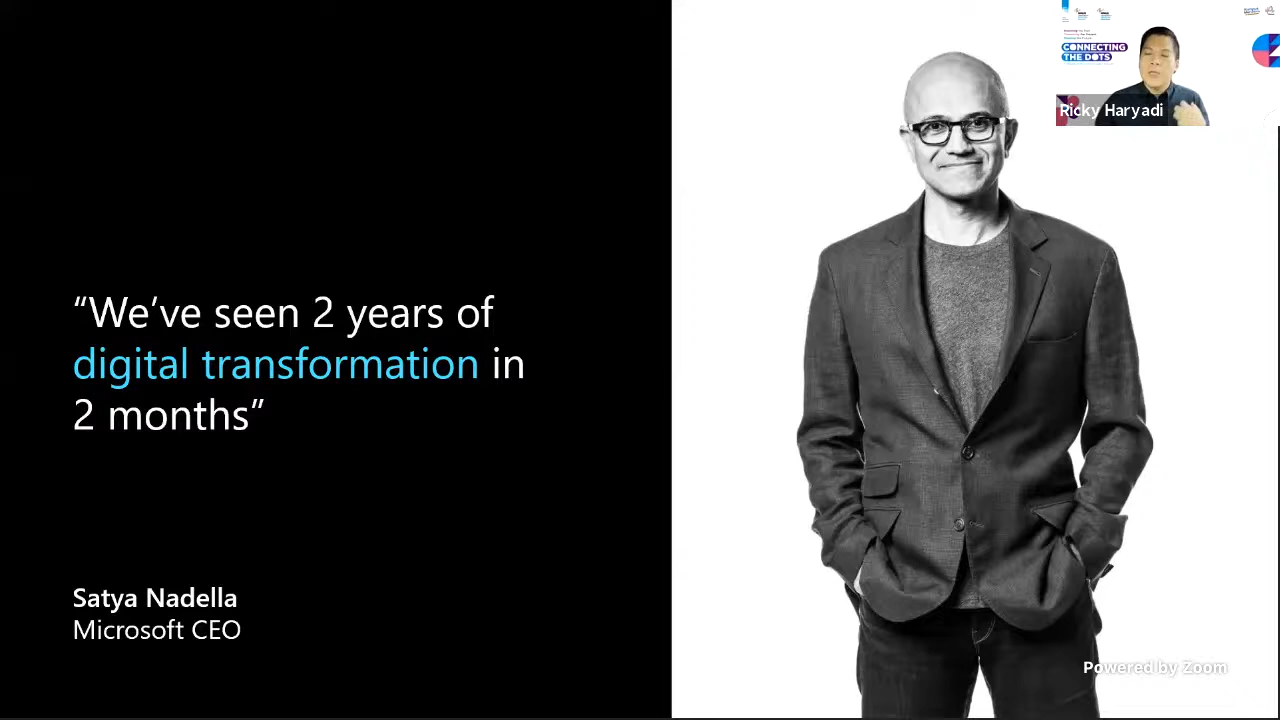 “We’ve seen 2 years of
digital transformation in
2 months”
Satya Nadella
Microsoft CEO
CONNECTING
THE DOTS
Ricky Haryadi
Powered by Zoom